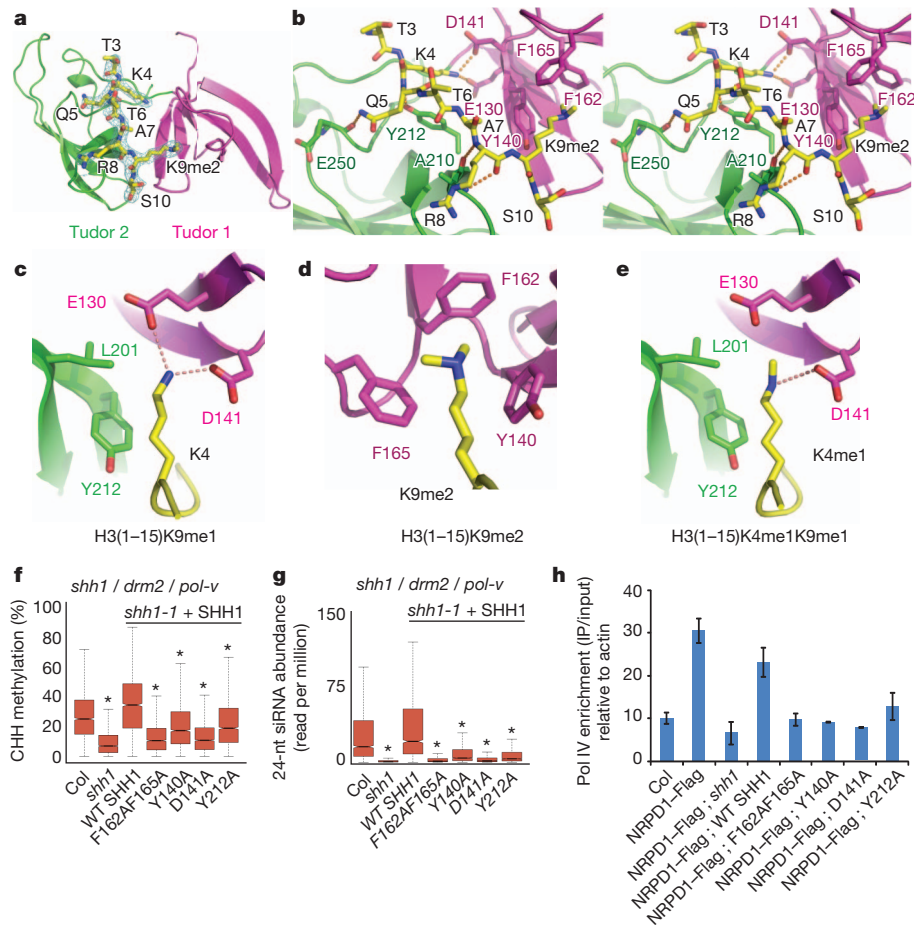 a
T3
K4
Q5
T6
A7
R8
K9me2
S10
Tudor 2
Tudor 1
b
T3
K4
D141
F165
Q5
T6
E130
F162
Y212
A7
Y140
K9me2
E250
A210
R8
S10
T3
K4
D141
F165
Q5
T6
E130
F162
Y212
A7
Y140
K9me2
E250
A210
R8
S10
c
E130
L201
D141
K4
Y212
H3(1–15)K9me1
d
F162
F165
Y140
K9me2
H3(1–15)K9me2
e
E130
L201
D141
K4me1
Y212
H3(1–15)K4me1K9me1
f
shh1 / drm2 / pol-v
shh1-1 + SHH1
CHH methylation (%)
100
80
60
40
20
0
* * * * *
Col
shh1
WT SHH1
F162AF165A
Y140A
D141A
Y212A
g
shh1 / drm2 / pol-v
shh1-1 + SHH1
24-nt siRNA abundance
(read per million)
150
75
0
* * * * *
Col
shh1
WT SHH1
F162AF165A
Y140A
D141A
Y212A
h
Pol IV enrichment (IP/input)
relative to actin
40
30
20
10
0
Col
NRPD1–Flag
NRPD1–Flag ; shh1
NRPD1–Flag ; WT SHH1
NRPD1–Flag ; F162AF165A
NRPD1–Flag ; Y140A
NRPD1–Flag ; D141A
NRPD1–Flag ; Y212A